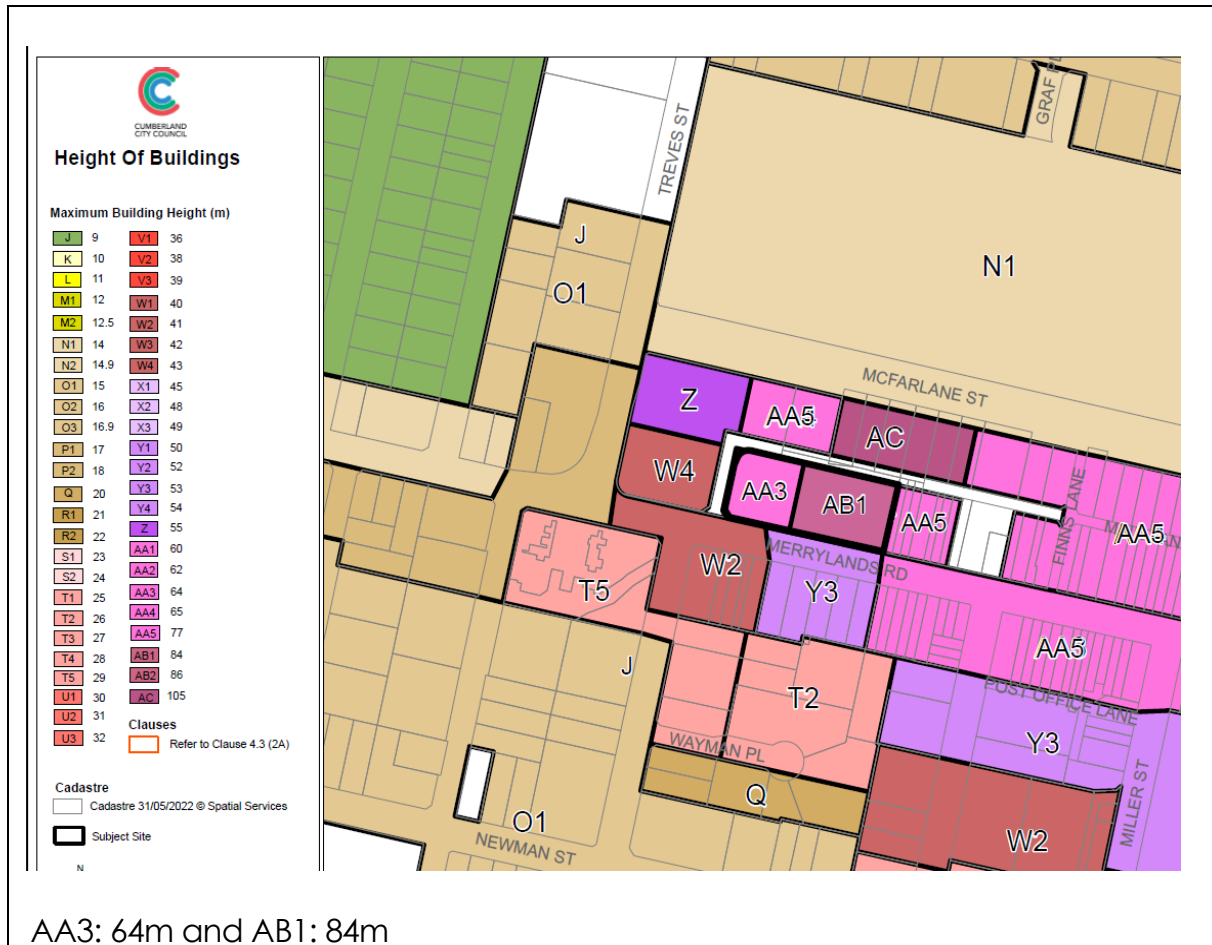 CUMBERLAND
CITY COUNCIL
Height Of Buildings
Maximum Building Height (m)
J 9
K 10
L 11
M1 12
M2 12.5
N1 14
N2 14.9
O1 15
O2 16
O3 16.9
P1 17
P2 18
Q 20
R1 21
R2 22
S1 23
S2 24
T1 25
T2 26
T3 27
T4 28
T5 29
U1 30
U2 31
U3 32
V1 36
V2 38
V3 39
W1 40
W2 41
W3 42
W4 43
X1 45
X2 48
X3 49
Y1 50
Y2 52
Y3 53
Y4 54
Z 55
AA1 60
AA2 62
AA3 64
AA4 65
AA5 77
AB1 84
AB2 86
AC 105
Clauses
Refer to Clause 4.3 (2A)
Cadastre
Cadastre 31/05/2022 © Spatial Services
Subject Site
N
GRAF PL
TREVES ST
J
O1
N1
MCFARLANE ST
Z
AA5
AC
W4
AA3
AB1
AA5
FINNS LANE
AA5
MERRYLANDS RD
W2
Y3
T5
AA5
J
T2
POST OFFICE LANE
Y3
WAYMAN PL
Q
MILLER ST
O1
NEWMAN ST
W2
AA3: 64m and AB1: 84m